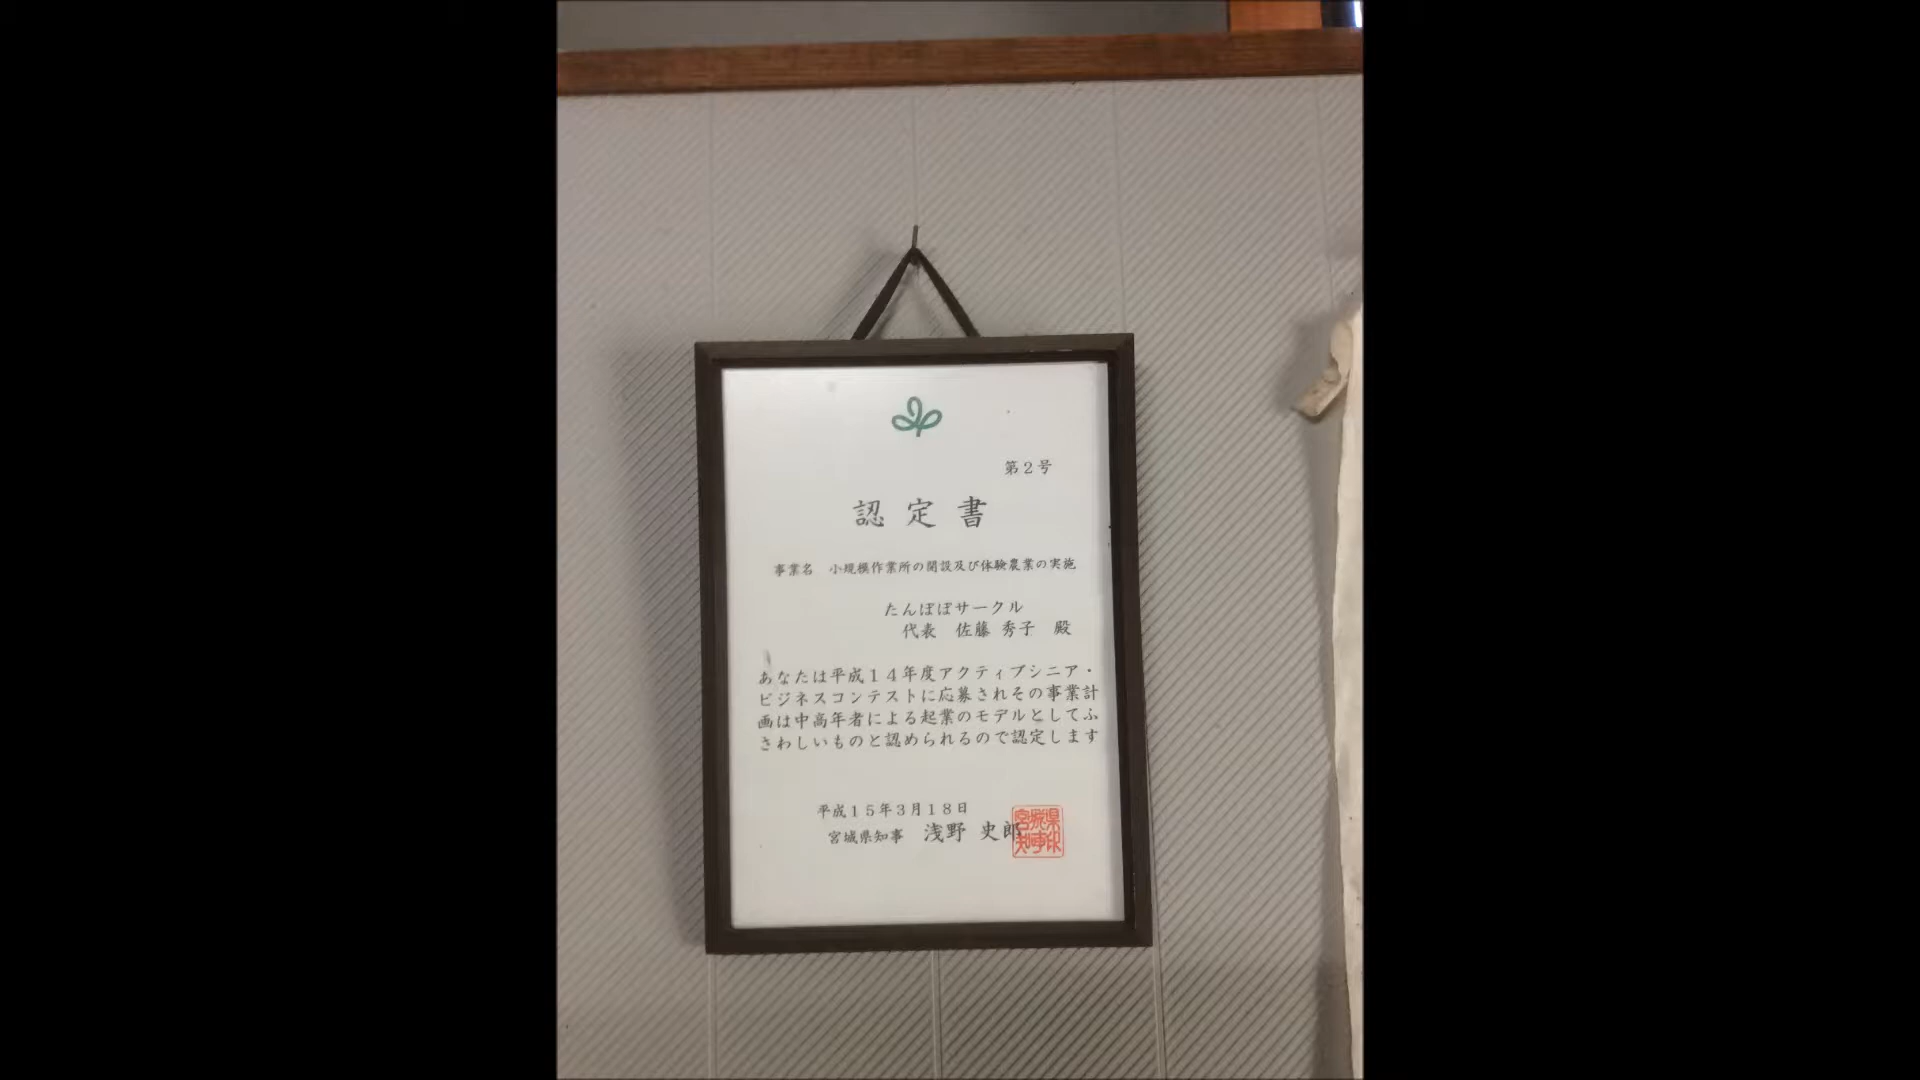 第２号
認定書
事業名　小規模作業所の開設及び体験農業の実施
たんぽぽサークル
代表　佐藤 秀子　殿
あなたは平成１４年度アクティブシニア・
ビジネスコンテストに応募されその事業計
画は中高年者による起業のモデルとしてふ
さわしいものと認められるので認定します
平成１５年３月１８日
宮城県知事　浅野 史郎
宮城県知事印